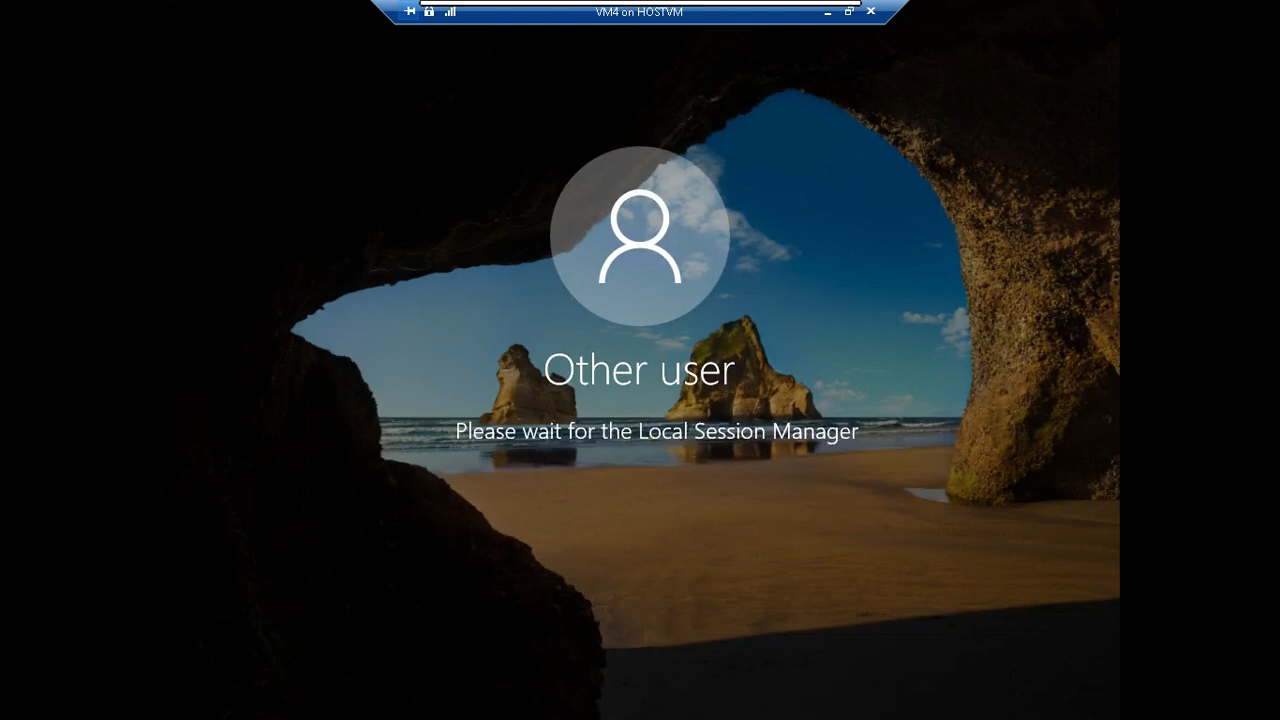 VM4 on HOSTVM
Other user
Please wait for the Local Session Manager